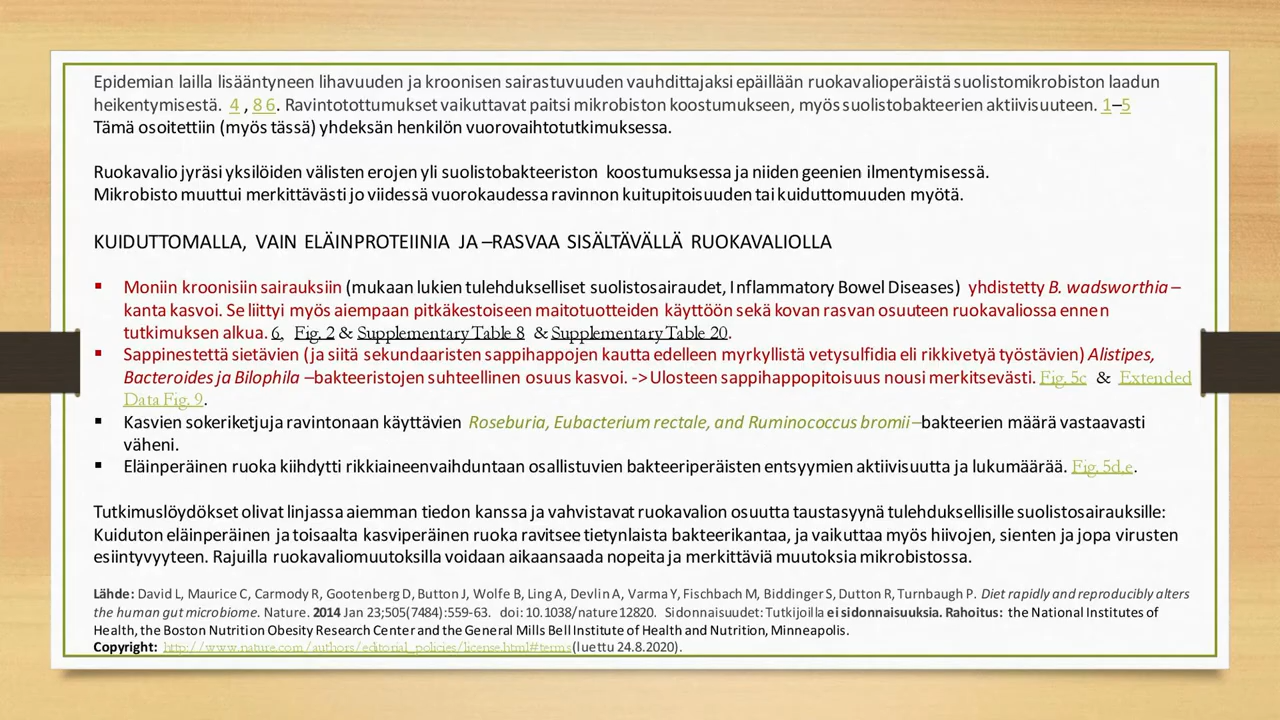 Epidemian lailla lisääntyneen lihavuuden ja kroonisen sairastuvuuden vauhdittajaksi epäillään ruokavalioperäistä suolistomikrobiston laadun
heikentymisestä. 4 , 8 6. Ravintotottumukset vaikuttavat paitsi mikrobiston koostumukseen, myös suolistobakteerien aktiivisuuteen. 1–5
Tämä osoitettiin (myös tässä) yhdeksän henkilön vuorovaihtotutkimuksessa.
Ruokavalio jyräsi yksilöiden välisten erojen yli suolistobakteeriston koostumuksessa ja niiden geenien ilmentymisessä.
Mikrobisto muuttui merkittävästi jo viidessä vuorokaudessa ravinnon kuitupitoisuuden tai kuiduttomuuden myötä.
KUIDUTTOMALLA, VAIN ELÄINPROTEIINIA JA –RASVAA SISÄLTÄVÄLLÄ RUOKAVALIOLLA
▪ Moniin kroonisiin sairauksiin (mukaan lukien tulehdukselliset suolistosairaudet, Inflammatory Bowel Diseases) yhdistetty B. wadsworthia –
kanta kasvoi. Se liittyi myös aiempaan pitkäkestoiseen maitotuotteiden käyttöön sekä kovan rasvan osuuteen ruokavaliossa ennen
tutkimuksen alkua. 6, Fig. 2 & Supplementary Table 8 & Supplementary Table 20.
▪ Sappinestettä sietävien (ja siitä sekundaaristen sappihappojen kautta edelleen myrkyllistä vetysulfidia eli rikkivetyä työstävien) Alistipes,
Bacteroides ja Bilophila –bakteeristojen suhteellinen osuus kasvoi. -> Ulosteen sappihappopitoisuus nousi merkitsevästi. Fig. 5c & Extended
Data Fig. 9.
▪ Kasvien sokeriketjuja ravintonaan käyttävien Roseburia, Eubacterium rectale, and Ruminococcus bromii –bakteerien määrä vastaavasti
väheni.
▪ Eläinperäinen ruoka kiihdytti rikkiaineenvaihduntaan osallistuvien bakteeriperäisten entsyymien aktiivisuutta ja lukumäärää. Fig. 5d,e.
Tutkimuslöydökset olivat linjassa aiemman tiedon kanssa ja vahvistavat ruokavalion osuutta taustasyynä tulehduksellisille suolistosairauksille:
Kuiduton eläinperäinen ja toisaalta kasviperäinen ruoka ravitsee tietynlaista bakteerikantaa, ja vaikuttaa myös hiivojen, sienten ja jopa virusten
esiintyvyyteen. Rajuilla ruokavaliomuutoksilla voidaan aikaansaada nopeita ja merkittäviä muutoksia mikrobistossa.
Lähde: David L, Maurice C, Carmody R, Gootenberg D, Button J, Wolfe B, Ling A, Devlin A, Varma Y, Fischbach M, Biddinger S, Dutton R, Turnbaugh P. Diet rapidly and reproducibly alters
the human gut microbiome. Nature. 2014 Jan 23;505(7484):559-63. doi: 10.1038/nature12820. Sidonnaisuudet: Tutkijoilla ei sidonnaisuuksia. Rahoitus: the National Institutes of
Health, the Boston Nutrition Obesity Research Center and the General Mills Bell Institute of Health and Nutrition, Minneapolis.
Copyright: http://www.nature.com/authors/editorial_policies/license.html#terms (luettu 24.8.2020).